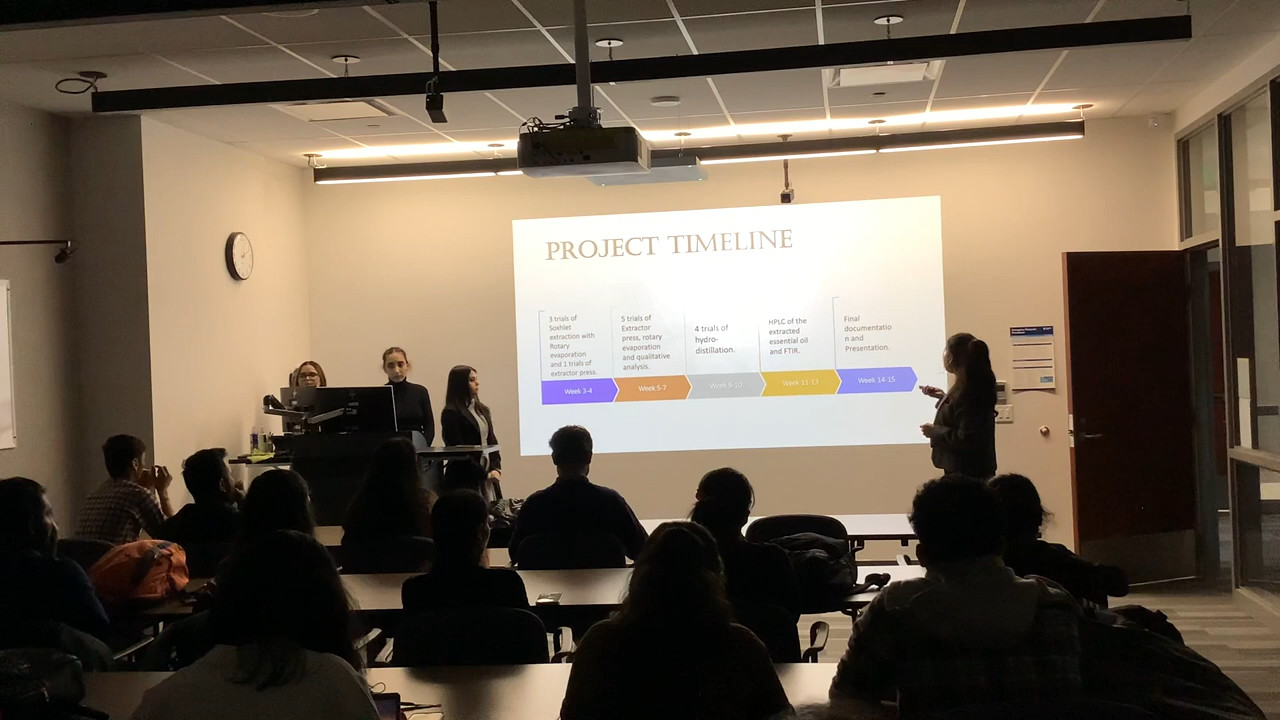 PROJECT TIMELINE
3 trials of
Soxhlet
extraction with
Rotary
evaporation
and 1 trials of
extractor press.
5 trials of
Extractor
press, rotary
evaporation
and qualitative
analysis.
4 trials of
hydro-
distillation.
HPLC of the
extracted
essential oil
and FTIR.
Final
documentatio
n and
Presentation.
Week 3-4
Week 5-7
Week 8-10
Week 11-13
Week 14-15